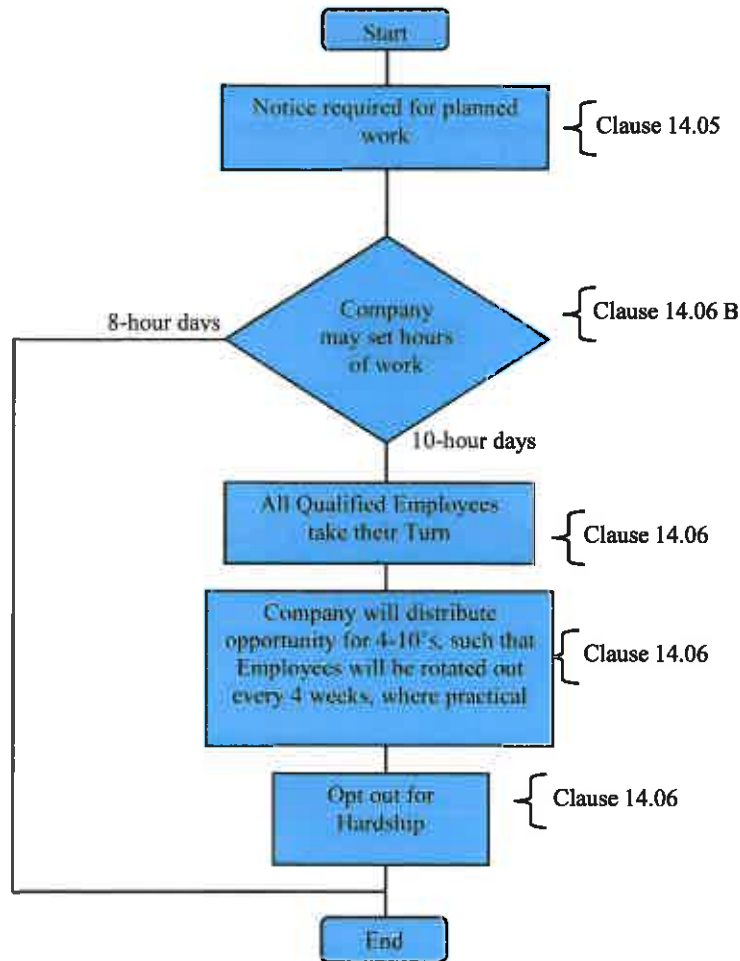 Start
Notice required for planned
work
Clause 14.05
Company
may set hours
of work
Clause 14.06 B
8-hour days
10-hour days
All Qualified Employees
take their Turn
Clause 14.06
Company will distribute
opportunity for 4-10's, such that
Employees will be rotated out
every 4 weeks, where practical
Clause 14.06
Opt out for
Hardship
Clause 14.06
End